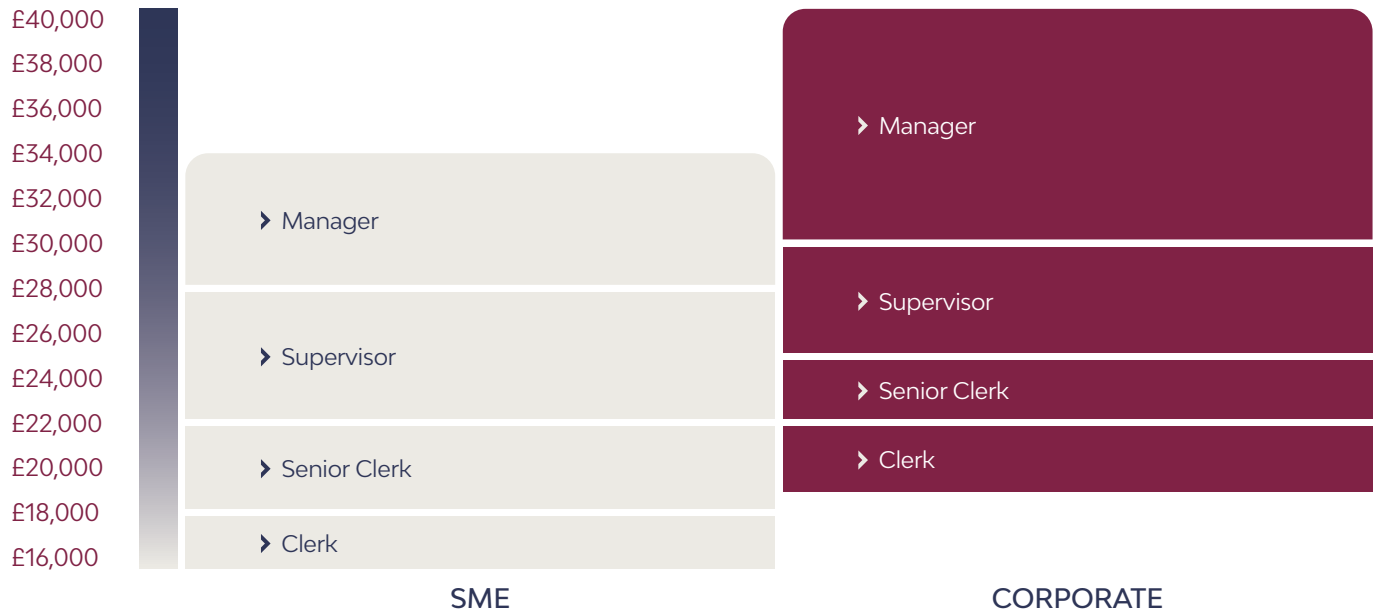 £40,000
£38,000
£36,000
£34,000
£32,000
£30,000
£28,000
£26,000
£24,000
£22,000
£20,000
£18,000
£16,000
Manager
Supervisor
Senior Clerk
Clerk
SME
Manager
Supervisor
Senior Clerk
Clerk
CORPORATE